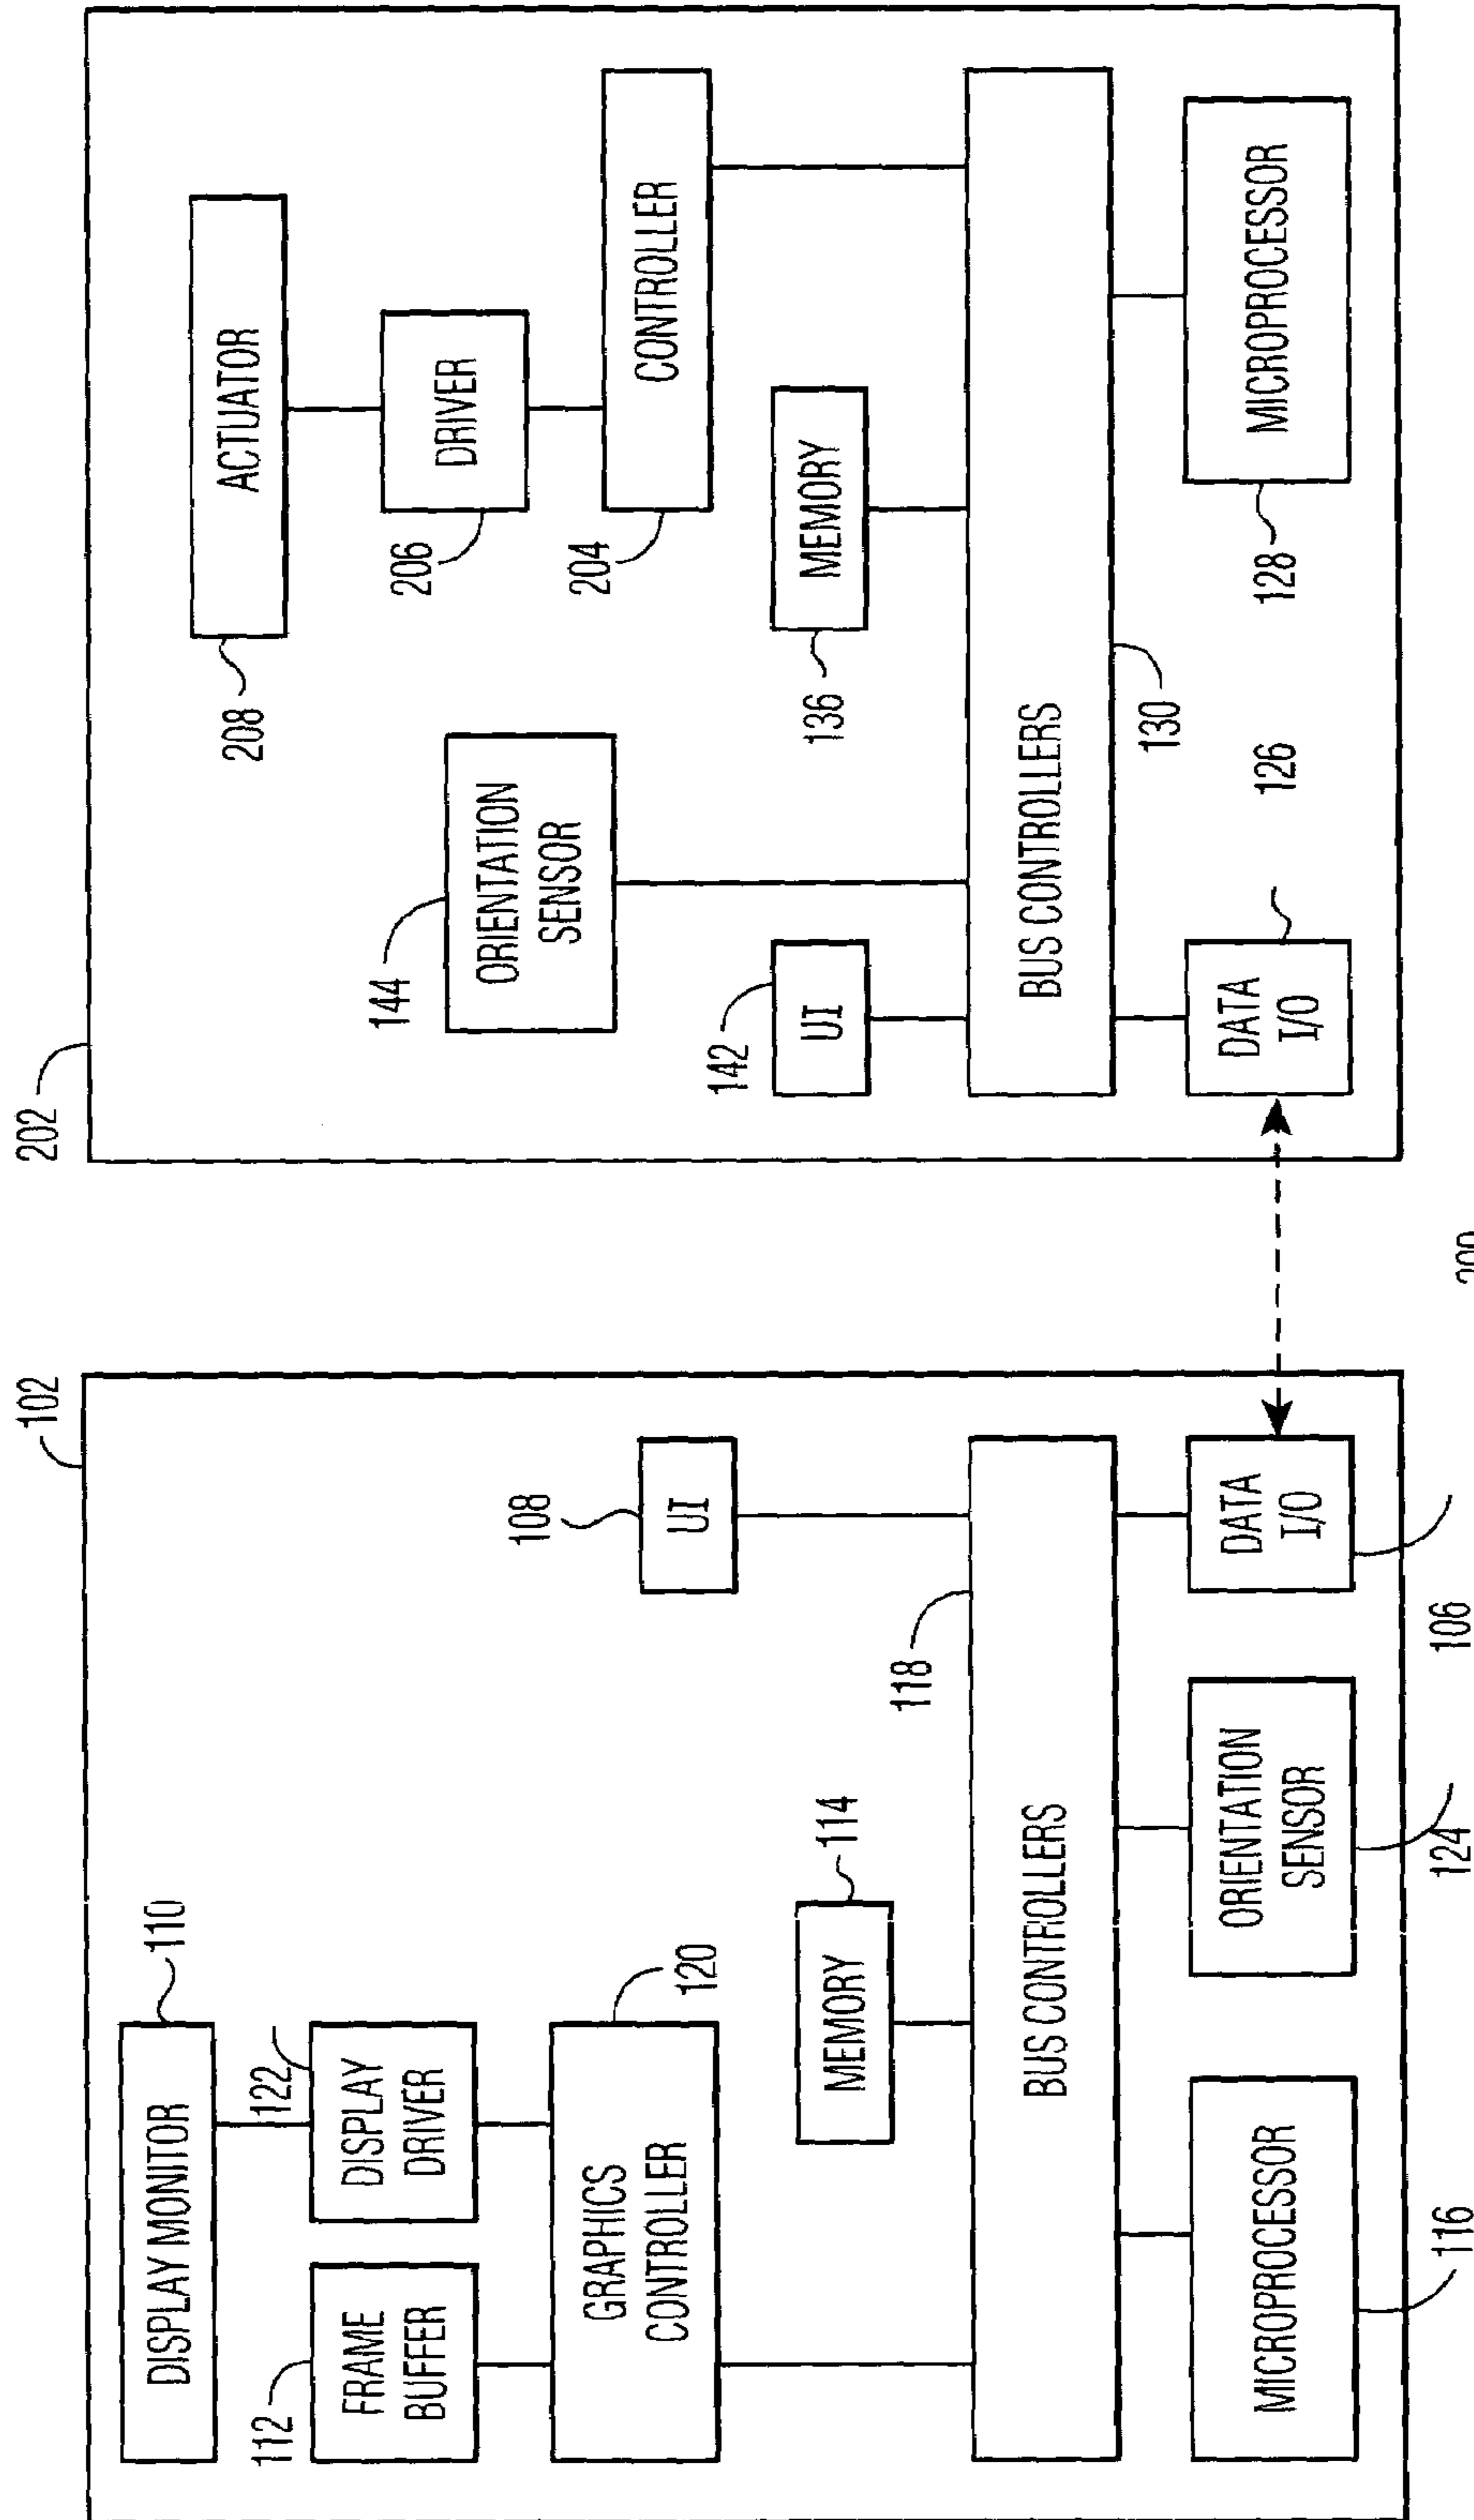 102
DISPLAY MONITOR
110
112
FRAME
BUFFER
122
DISPLAY
DRIVER
GRAPHICS
CONTROLLER
120
108
UI
MEMORY
114
118
BUS CONTROLLERS
MICROPROCESSOR
116
ORIENTATION
SENSOR
124
DATA
I/O
106
202
208
ACTUATOR
144
ORIENTATION
SENSOR
206
DRIVER
204
CONTROLLER
142
UI
136
MEMORY
BUS CONTROLLERS
130
DATA
I/O
126
128
MICROPROCESSOR